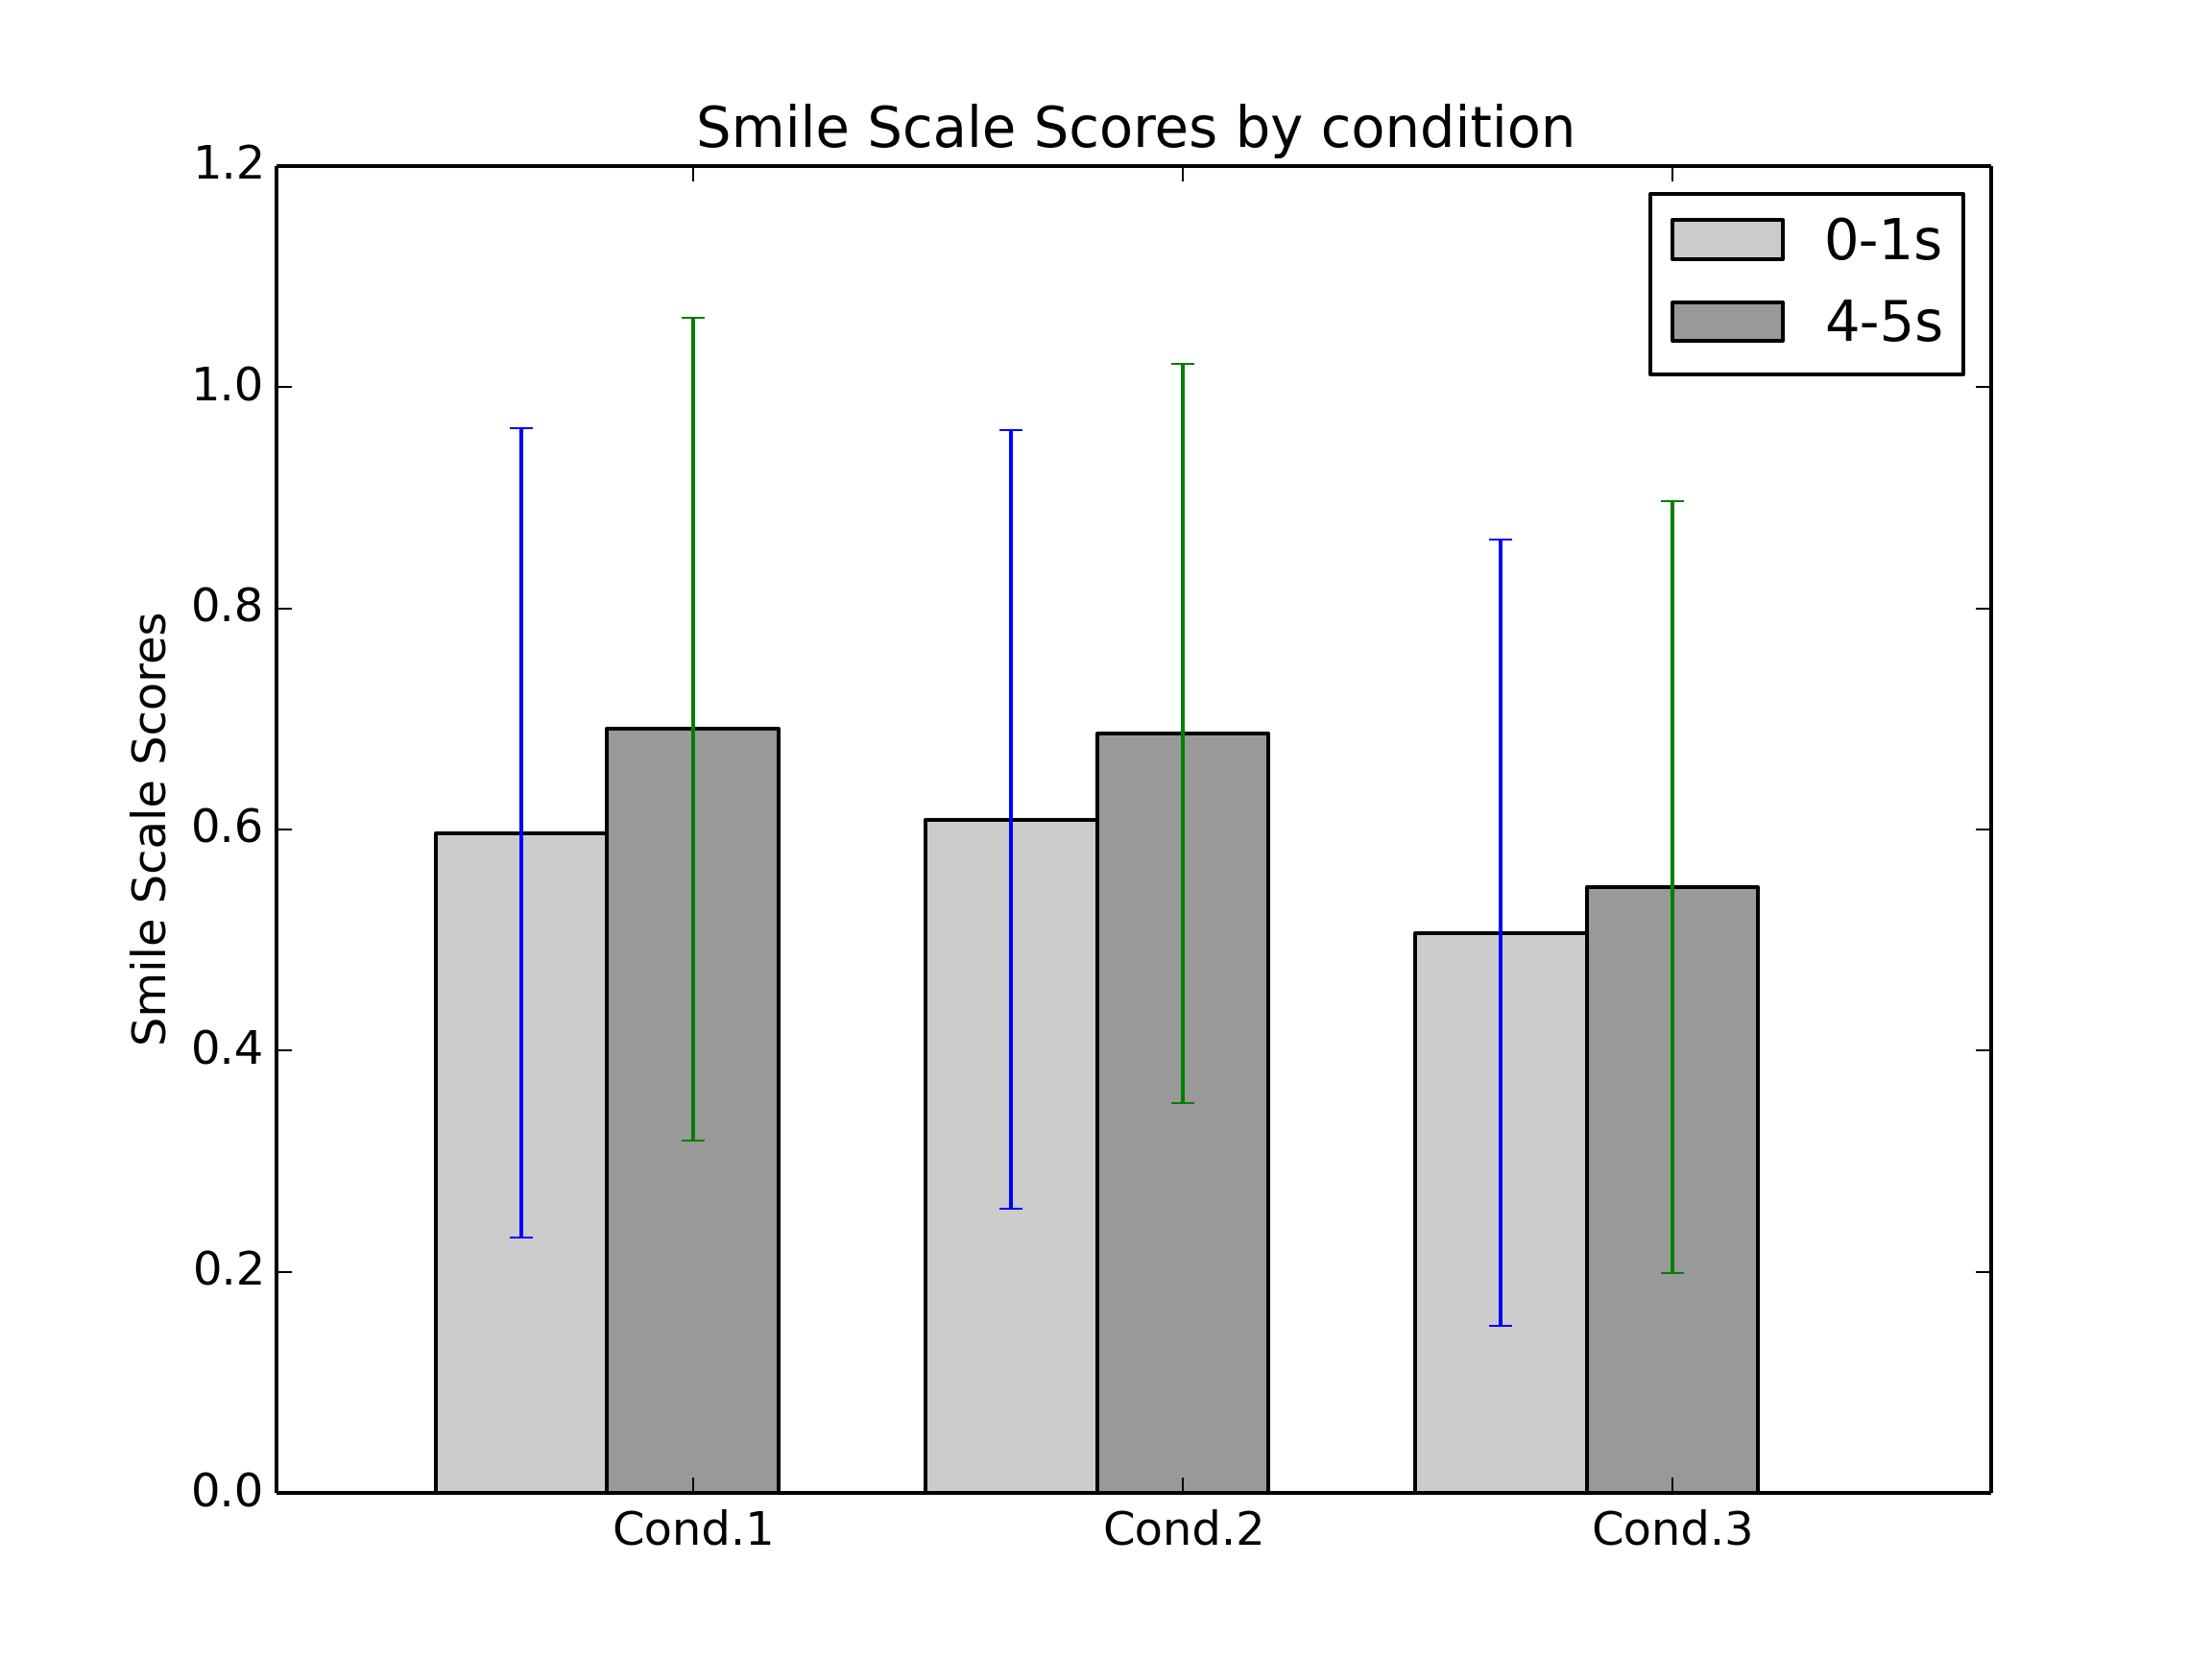 Smile Scale Scores by condition
1.2
1.0
0.8
0.6
0.4
0.2
0.0
Smile Scale Scores
0-1s
4-5s
Cond.1 Cond.2 Cond.3